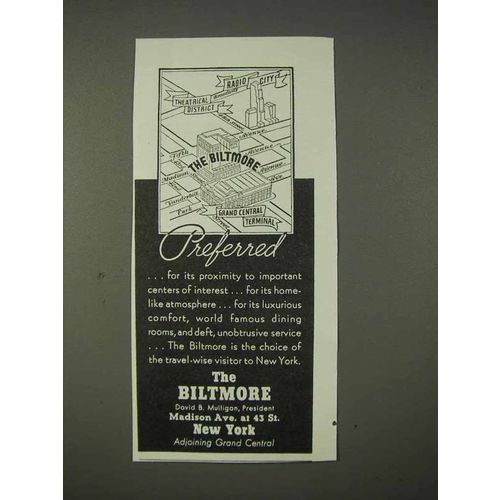 RADIO CITY
Broadway
THEATRICAL
DISTRICT
Avenue
Fifth
Avenue
THE BILTMORE
Madison
Avenue
Vanderbilt
Ave.
Park
GRAND CENTRAL
TERMINAL
Preferred
. . . for its proximity to important
centers of interest . . . for its home-
like atmosphere . . . for its luxurious
comfort, world famous dining
rooms, and deft, unobtrusive service
. . . The Biltmore is the choice of
the travel-wise visitor to New York.
The
BILTMORE
David B. Mulligan, President
Madison Ave. at 43 St.
New York
Adjoining Grand Central